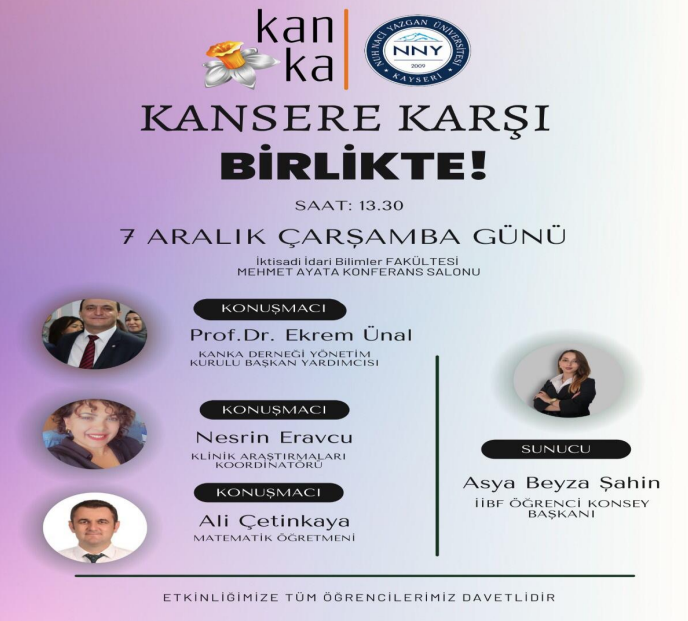 kan
ka
NUH NACİ YAZGAN ÜNİVERSİTESİ
NNY
2009
KAYSERİ
KANSERE KARŞI
BİRLİKTE!
SAAT: 13.30
7 ARALIK ÇARŞAMBA GÜNÜ
İktisadi İdari Bilimler FAKÜLTESİ
MEHMET AYATA KONFERANS SALONU
KONUŞMACI
Prof.Dr. Ekrem Ünal
KANKA DERNEĞİ YÖNETİM
KURULU BAŞKAN YARDIMCISI
KONUŞMACI
Nesrin Eravcu
KLİNİK ARAŞTIRMALARI
KOORDİNATÖRÜ
KONUŞMACI
Ali Çetinkaya
MATEMATİK ÖĞRETMENİ
SUNUCU
Asya Beyza Şahin
İİBF ÖĞRENCİ KONSEY
BAŞKANI
ETKİNLİĞİMİZE TÜM ÖĞRENCİLERİMİZ DAVETLİDİR